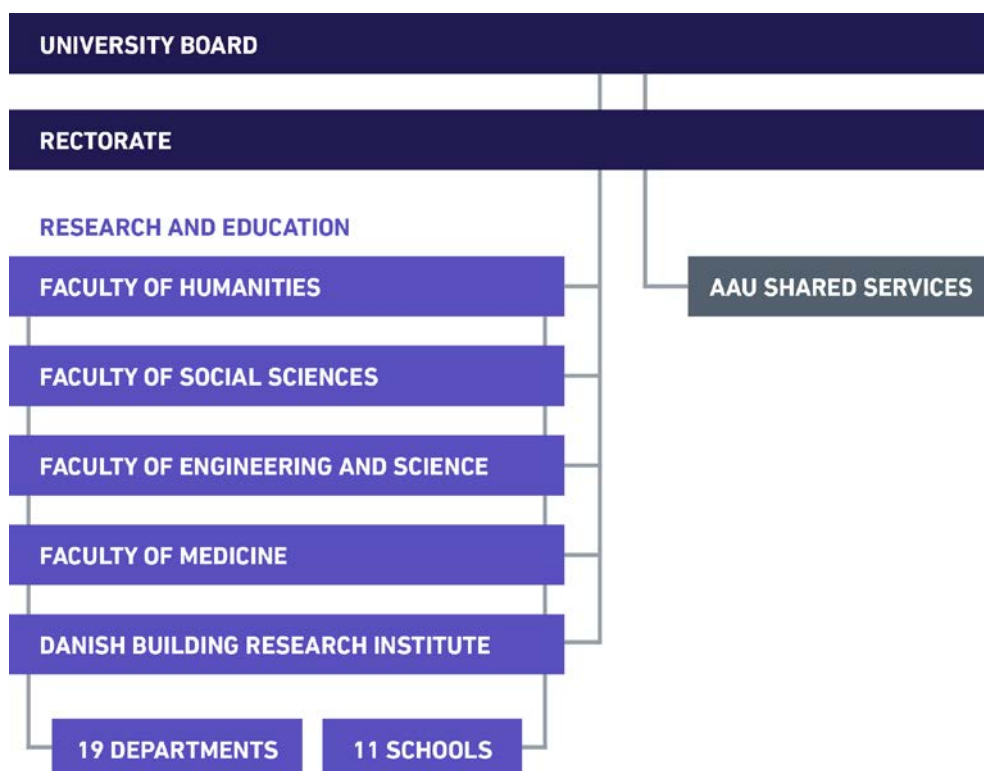 UNIVERSITY BOARD
RECTORATE
RESEARCH AND EDUCATION
FACULTY OF HUMANITIES
AAU SHARED SERVICES
FACULTY OF SOCIAL SCIENCES
FACULTY OF ENGINEERING AND SCIENCE
FACULTY OF MEDICINE
DANISH BUILDING RESEARCH INSTITUTE
19 DEPARTMENTS
11 SCHOOLS